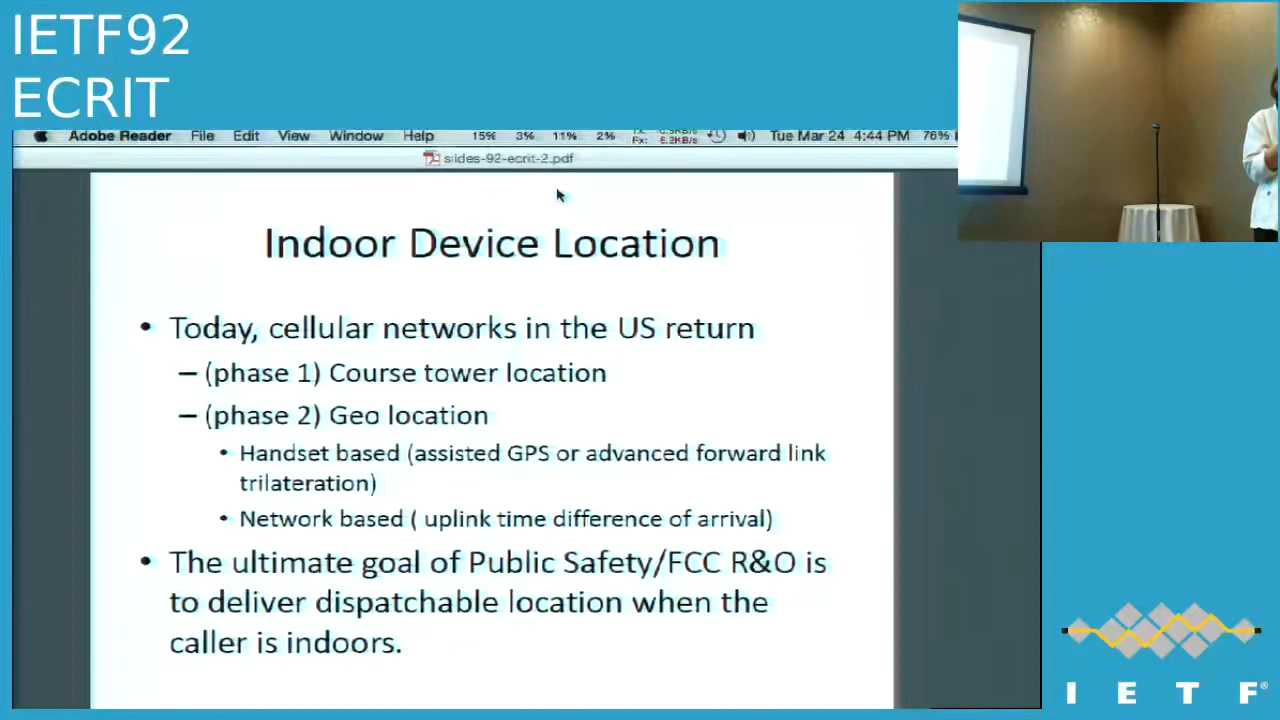 IETF92
ECRIT
Adobe Reader File Edit View Window Help 15% 3% 11% 2% Tue Mar 24 4:44 PM 76%
Fx: 6.2KB/s
slides-92-ecrit-2.pdf
Indoor Device Location
• Today, cellular networks in the US return
– (phase 1) Course tower location
– (phase 2) Geo location
• Handset based (assisted GPS or advanced forward link
trilateration)
• Network based ( uplink time difference of arrival)
• The ultimate goal of Public Safety/FCC R&O is
to deliver dispatchable location when the
caller is indoors.
I E T F®